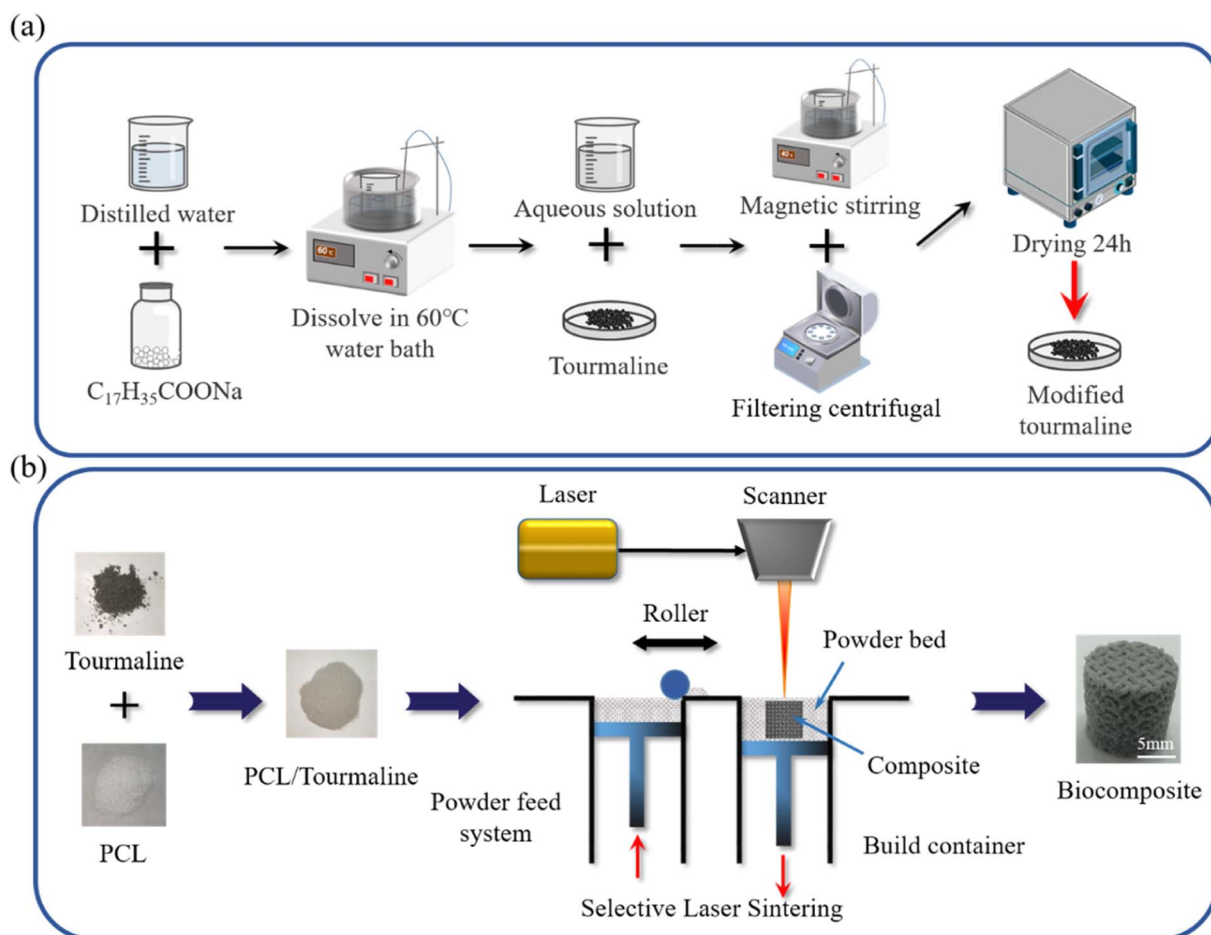 (a)
Distilled water
+
C₁₇H₃₅COONa
60℃
Dissolve in 60°C
water bath
Aqueous solution
+
Tourmaline
40℃
Magnetic stirring
+
Filtering centrifugal
Drying 24h
Modified
tourmaline
(b)
Tourmaline
+
PCL
PCL/Tourmaline
Laser
Scanner
Roller
Powder bed
Composite
Powder feed
system
Build container
Selective Laser Sintering
5mm
Biocomposite